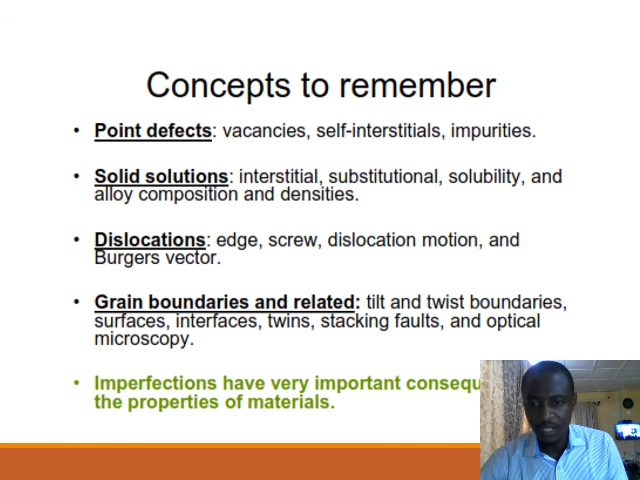 Concepts to remember
• Point defects: vacancies, self-interstitials, impurities.
• Solid solutions: interstitial, substitutional, solubility, and
alloy composition and densities.
• Dislocations: edge, screw, dislocation motion, and
Burgers vector.
• Grain boundaries and related: tilt and twist boundaries,
surfaces, interfaces, twins, stacking faults, and optical
microscopy.
• Imperfections have very important
the properties of materials.